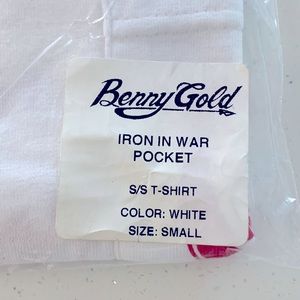 Benny Gold
IRON IN WAR
POCKET
S/S T-SHIRT
COLOR: WHITE
SIZE: SMALL